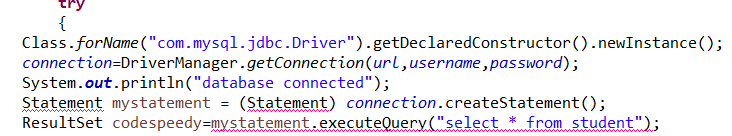 try
{
Class.forName("com.mysql.jdbc.Driver").getDeclaredConstructor().newInstance();
connection=DriverManager.getConnection(url,username,password);
System.out.println("database connected");
Statement mystatement = (Statement) connection.createStatement();
ResultSet codespeedy=mystatement.executeQuery("select * from student");